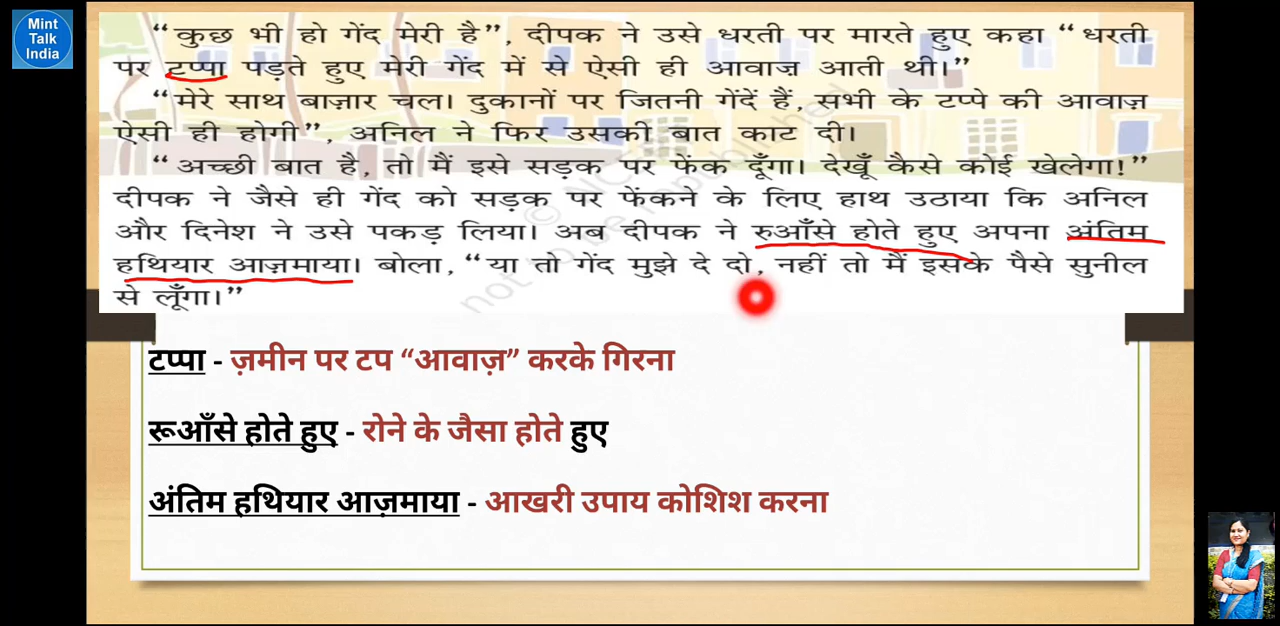 Mint
Talk
India
“कुछ भी हो गेंद मेरी है”, दीपक ने उसे धरती पर मारते हुए कहा “धरती
पर टप्पा पड़ते हुए मेरी गेंद में से ऐसी ही आवाज़ आती थी।”
“मेरे साथ बाज़ार चल। दुकानों पर जितनी गेंदें हैं, सभी के टप्पे की आवाज़
ऐसी ही होगी”, अनिल ने फिर उसकी बात काट दी।
“अच्छी बात है, तो मैं इसे सड़क पर फेंक दूँगा। देखूँ कैसे कोई खेलेगा!”
दीपक ने जैसे ही गेंद को सड़क पर फेंकने के लिए हाथ उठाया कि अनिल
और दिनेश ने उसे पकड़ लिया। अब दीपक ने रुआँसे होते हुए अपना अंतिम
हथियार आज़माया। बोला, “या तो गेंद मुझे दे दो, नहीं तो मैं इसके पैसे सुनील
से लूँगा।”
टप्पा - ज़मीन पर टप “आवाज़” करके गिरना
रूआँसे होते हुए - रोने के जैसा होते हुए
अंतिम हथियार आज़माया - आखरी उपाय कोशिश करना